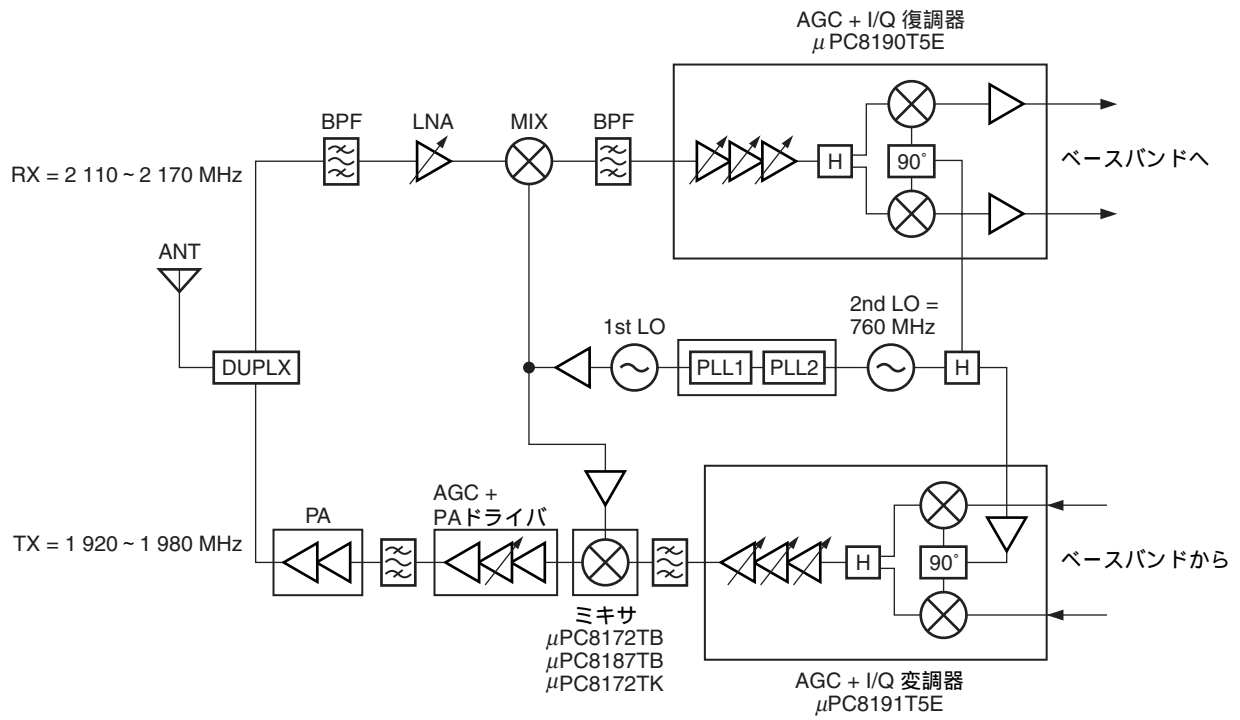 AGC + I/Q 復調器
μPC8190T5E
BPF
LNA
MIX
BPF
H
90°
ベースバンドへ
RX = 2 110 ~ 2 170 MHz
ANT
DUPLX
1st LO
PLL1
PLL2
2nd LO =
760 MHz
H
TX = 1 920 ~ 1 980 MHz
PA
AGC +
PAドライバ
ミキサ
μPC8172TB
μPC8187TB
μPC8172TK
H
90°
ベースバンドから
AGC + I/Q 変調器
μPC8191T5E